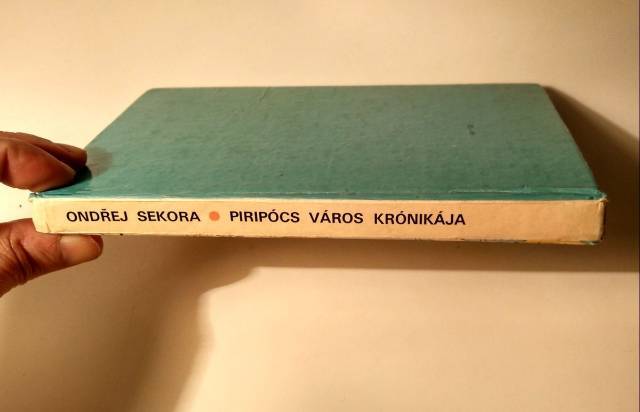 ONDŘEJ SEKORA • PIRIPÓCS VÁROS KRÓNIKÁJA